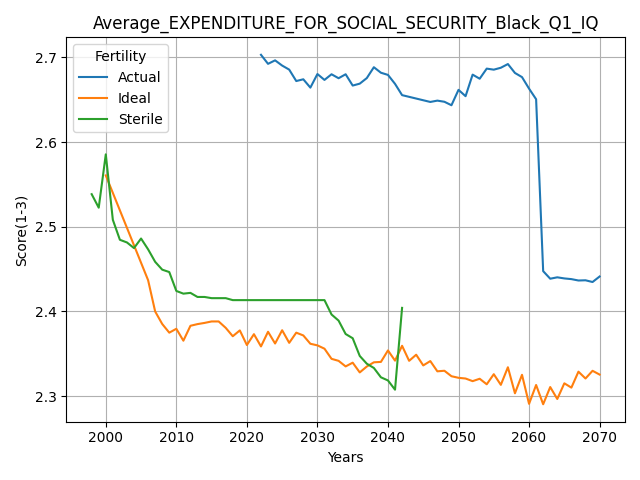 Average_EXPENDITURE_FOR_SOCIAL_SECURITY_Black_Q1_IQ
Fertility
Actual
Ideal
Sterile
Score(1-3)
2.7
2.6
2.5
2.4
2.3
2000 2010 2020 2030 2040 2050 2060 2070
Years